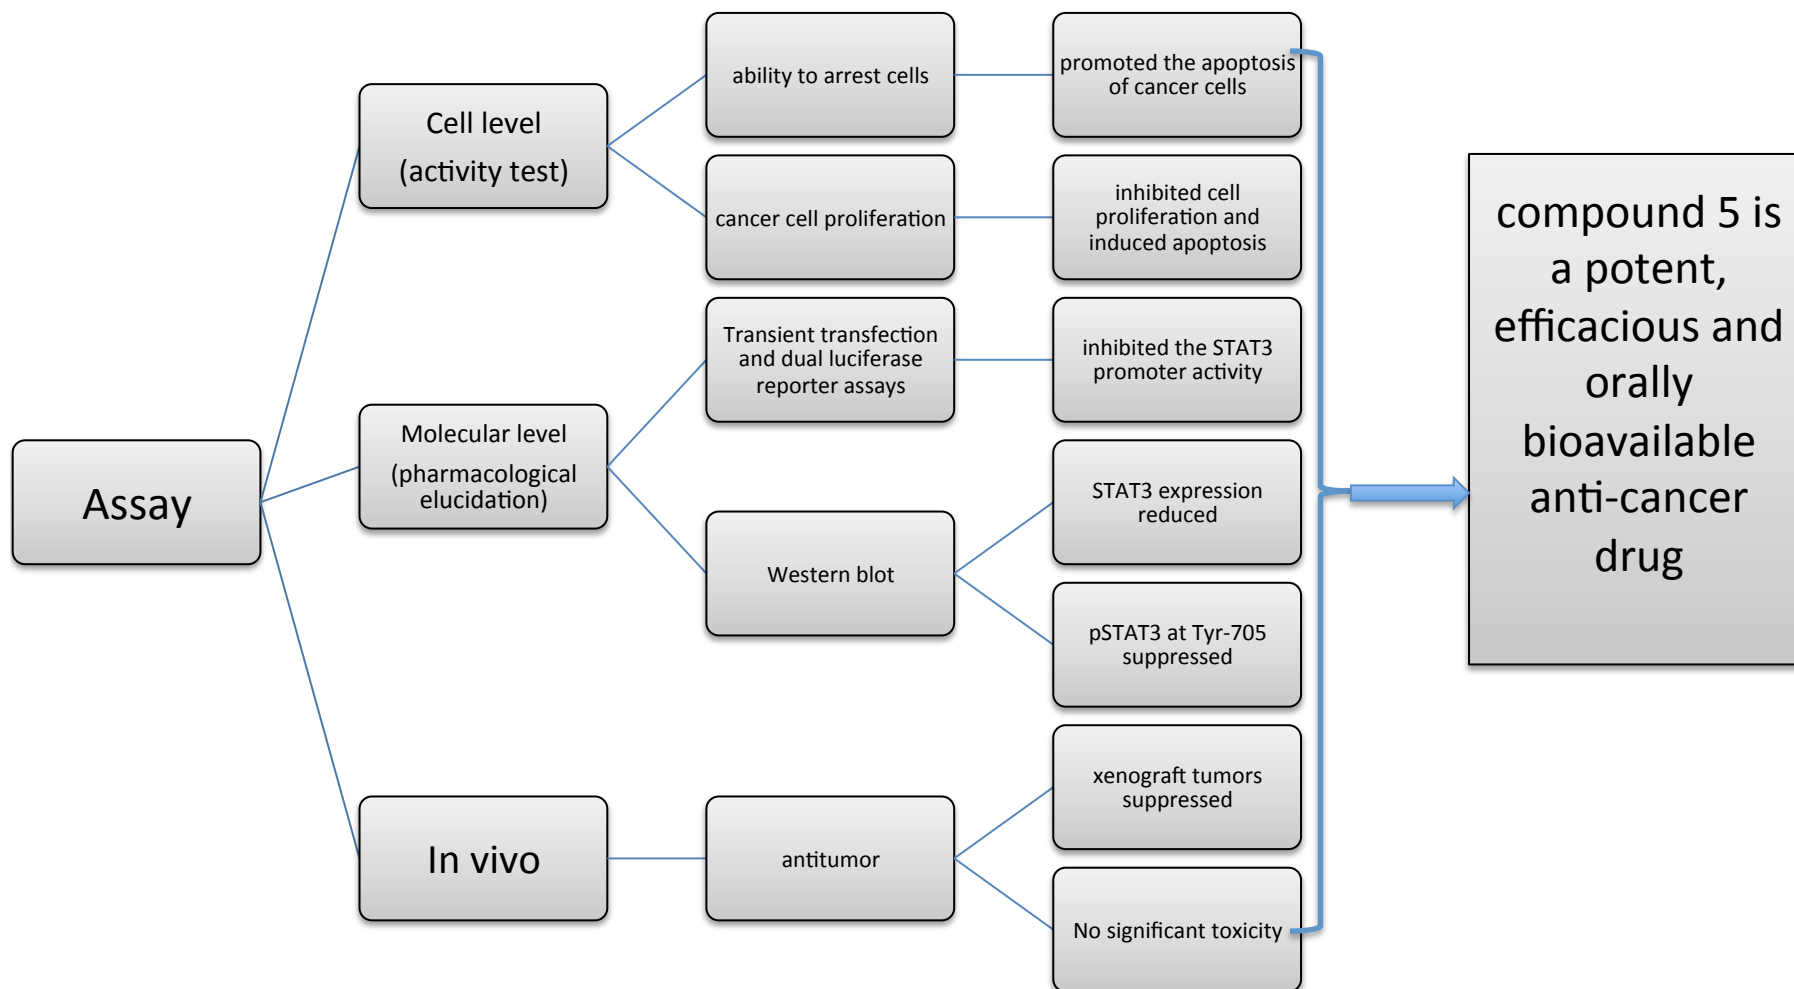 Assay
Cell level
(activity test)
Molecular level
(pharmacological
elucidation)
In vivo
ability to arrest cells
cancer cell proliferation
Transient transfection
and dual luciferase
reporter assays
Western blot
antitumor
promoted the apoptosis
of cancer cells
inhibited cell
proliferation and
induced apoptosis
inhibited the STAT3
promoter activity
STAT3 expression
reduced
pSTAT3 at Tyr-705
suppressed
xenograft tumors
suppressed
No significant toxicity
compound 5 is
a potent,
efficacious and
orally
bioavailable
anti-cancer
drug